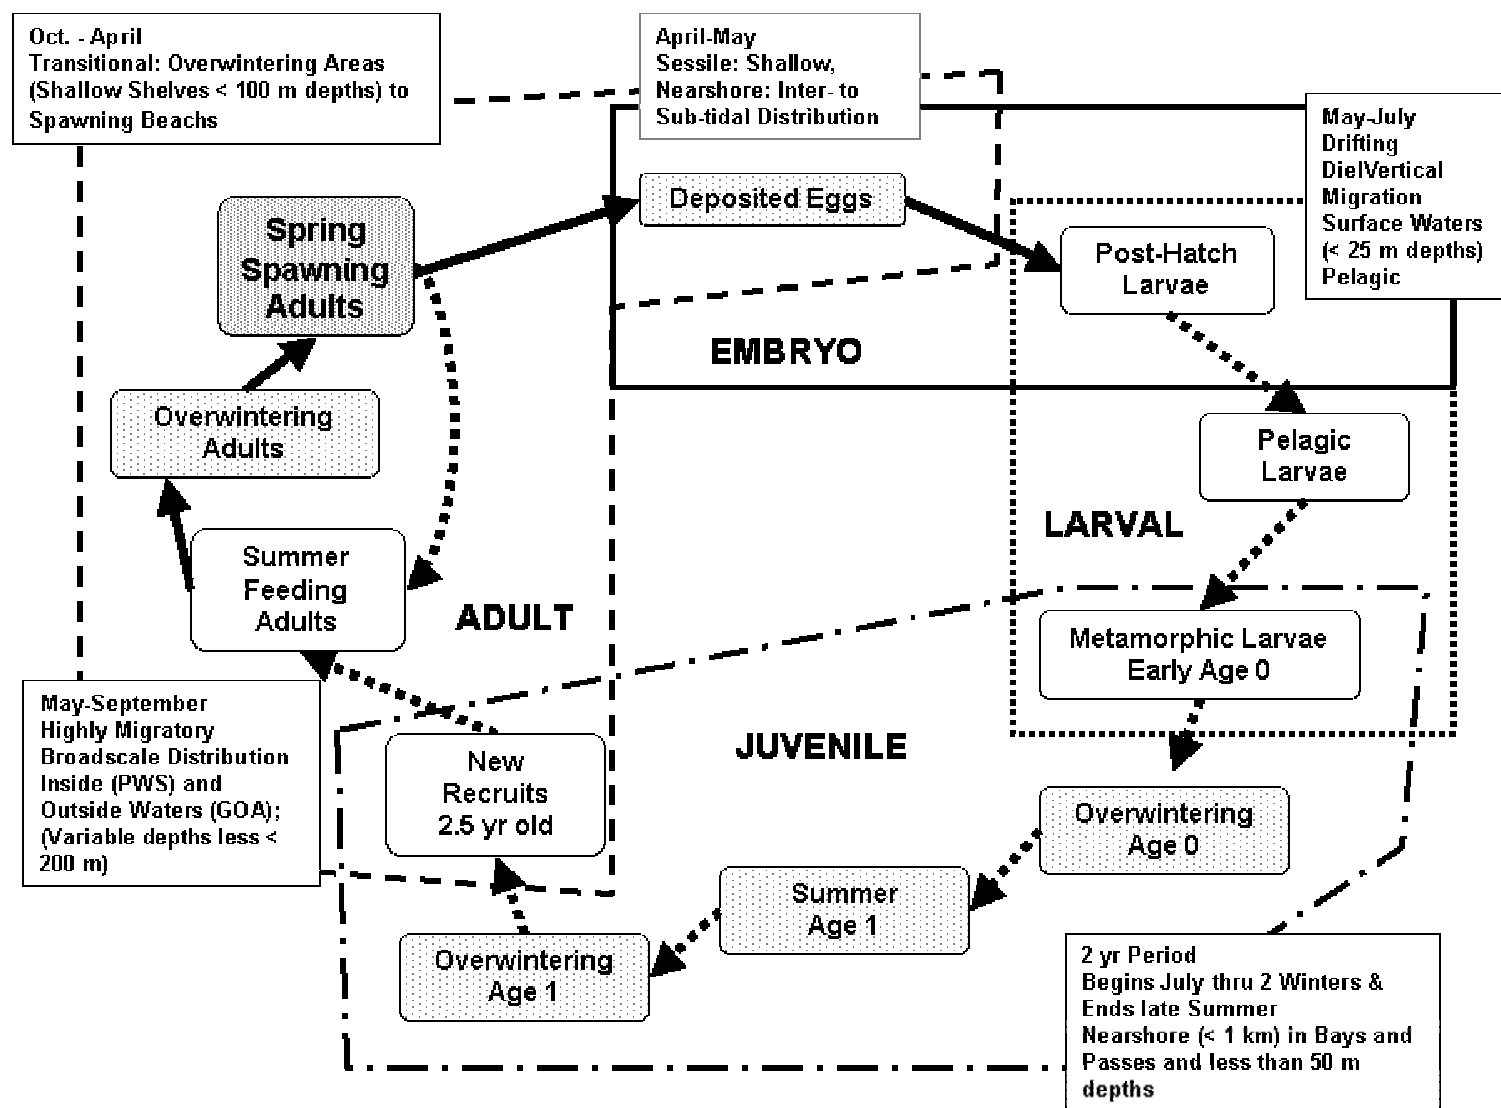 Oct. - April
Transitional: Overwintering Areas
(Shallow Shelves < 100 m depths) to
Spawning Beachs
April-May
Sessile: Shallow,
Nearshore: Inter- to
Sub-tidal Distribution
May-July
Drifting
DielVertical
Migration
Surface Waters
(< 25 m depths)
Pelagic
Deposited Eggs
Spring
Spawning
Adults
Post-Hatch
Larvae
EMBRYO
Overwintering
Adults
Pelagic
Larvae
LARVAL
Summer
Feeding
Adults
ADULT
Metamorphic Larvae
Early Age 0
May-September
Highly Migratory
Broadscale Distribution
Inside (PWS) and
Outside Waters (GOA);
(Variable depths less <
200 m)
JUVENILE
New
Recruits
2.5 yr old
Overwintering
Age 0
Summer
Age 1
Overwintering
Age 1
2 yr Period
Begins July thru 2 Winters &
Ends late Summer
Nearshore (< 1 km) in Bays and
Passes and less than 50 m
depths